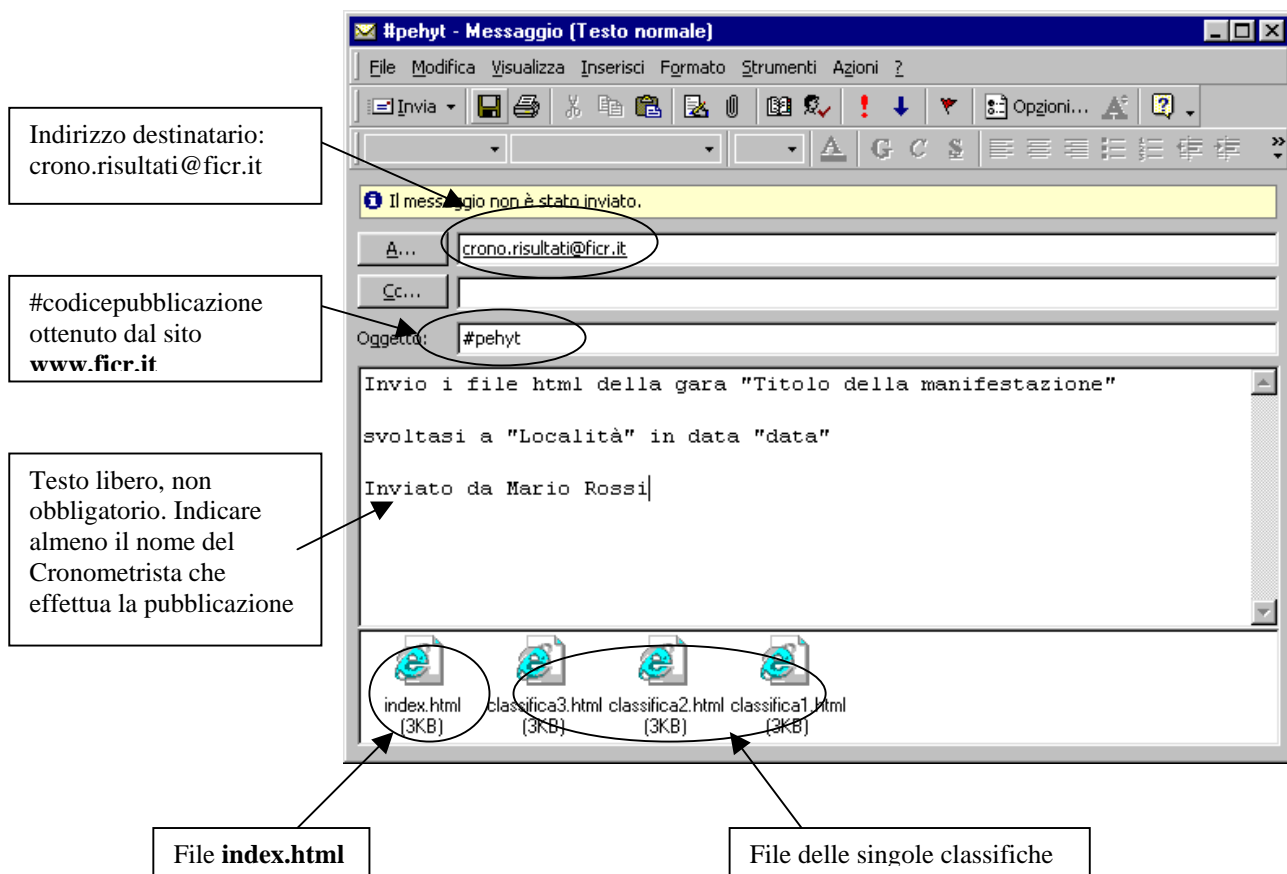 #pehyt - Messaggio (Testo normale)
File Modifica Visualizza Inserisci Formato Strumenti Azioni ?
Invia Opzioni...
G C S
Il messaggio non è stato inviato.
A... crono.risultati@ficr.it
Cc...
Oggetto: #pehyt
Invio i file html della gara "Titolo della manifestazione"
svoltasi a "Località" in data "data"
Inviato da Mario Rossi
index.html classifica3.html classifica2.html classifica1.html
(3KB) (3KB) (3KB) (3KB)
Indirizzo destinatario:
crono.risultati@ficr.it
#codicepubblicazione
ottenuto dal sito
www.ficr.it
Testo libero, non
obbligatorio. Indicare
almeno il nome del
Cronometrista che
effettua la pubblicazione
File index.html
File delle singole classifiche